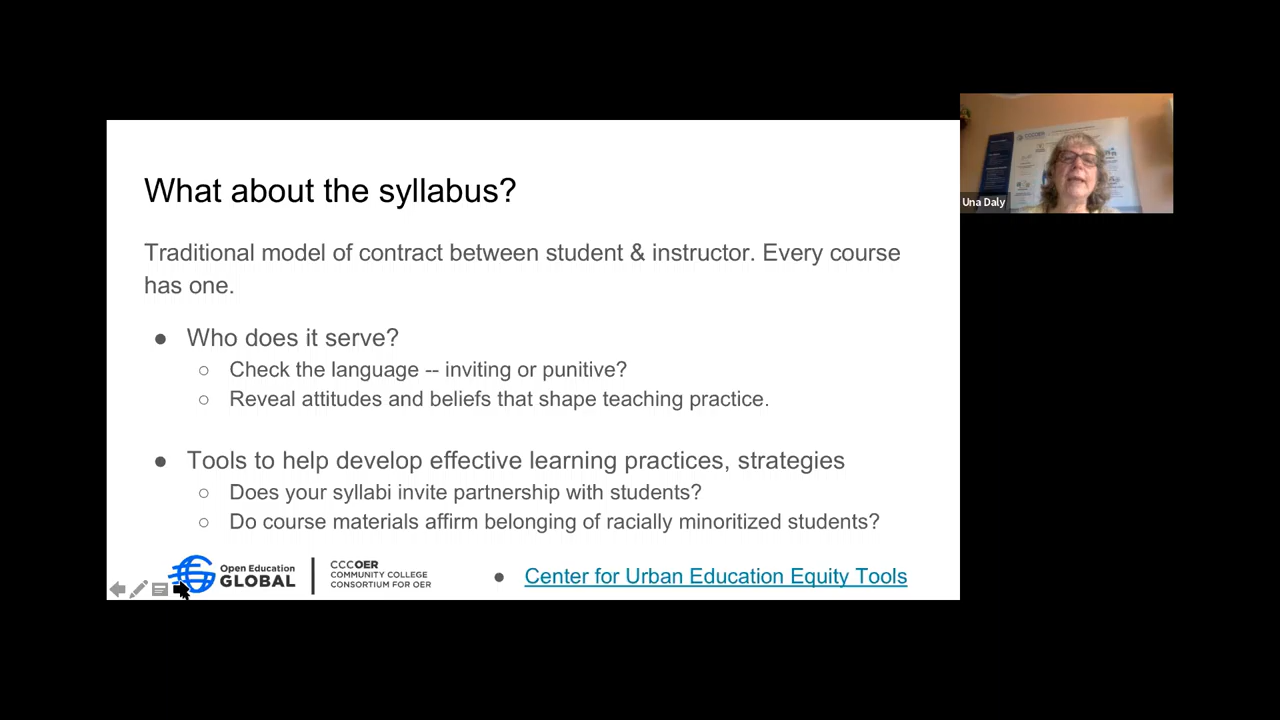 What about the syllabus?
Traditional model of contract between student & instructor. Every course
has one.
● Who does it serve?
○ Check the language -- inviting or punitive?
○ Reveal attitudes and beliefs that shape teaching practice.
● Tools to help develop effective learning practices, strategies
○ Does your syllabi invite partnership with students?
○ Do course materials affirm belonging of racially minoritized students?
Open Education
GLOBAL
CCCOER
COMMUNITY COLLEGE
CONSORTIUM FOR OER
● Center for Urban Education Equity Tools
Una Daly